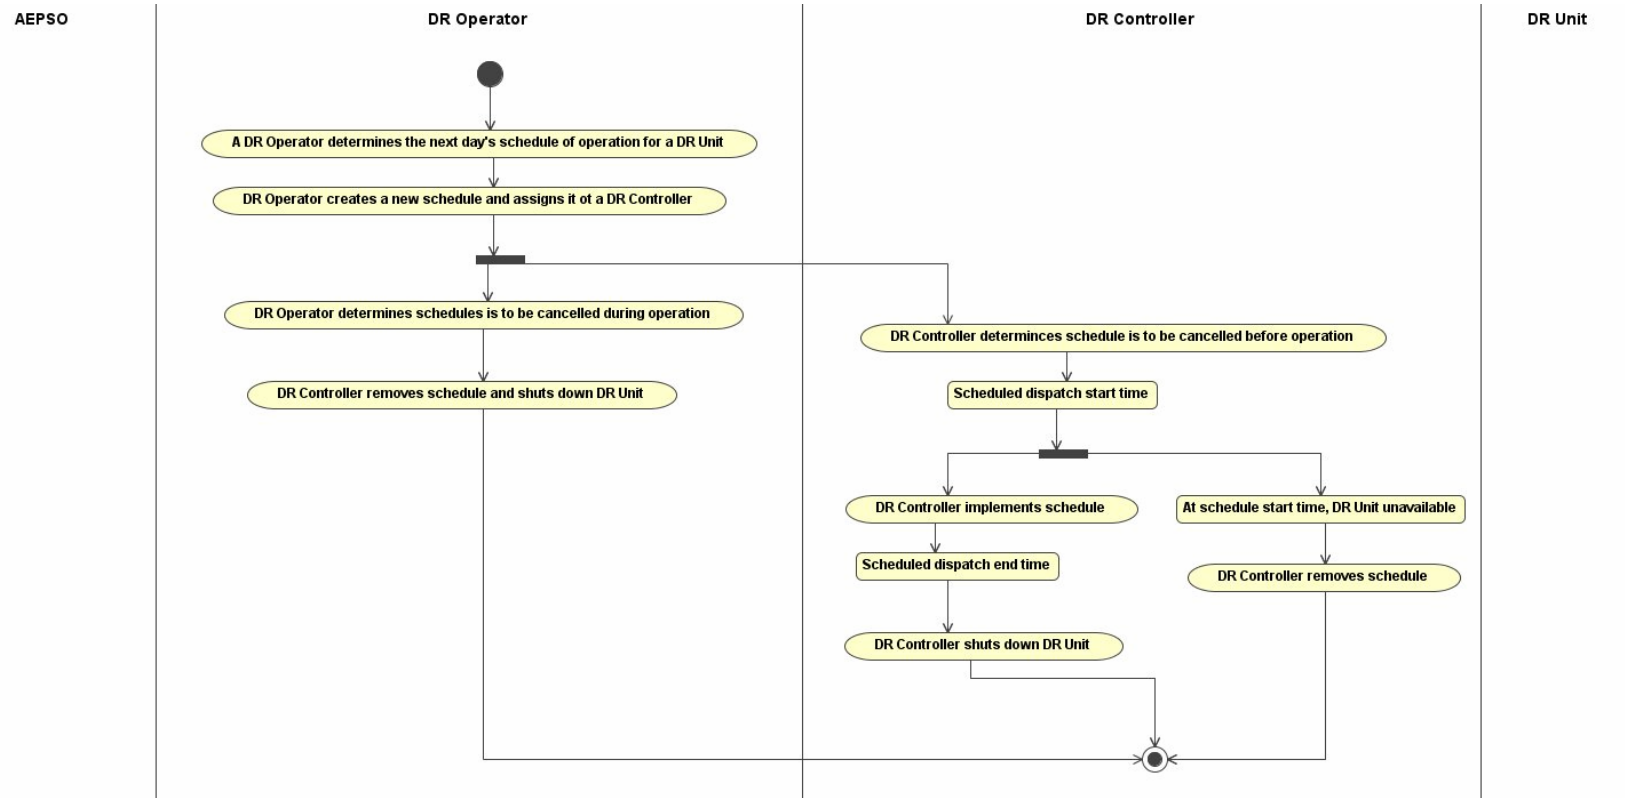 AEPSO
DR Operator
DR Controller
DR Unit
A DR Operator determines the next day's schedule of operation for a DR Unit
DR Operator creates a new schedule and assigns it ot a DR Controller
DR Operator determines schedules is to be cancelled during operation
DR Controller removes schedule and shuts down DR Unit
DR Controller determinces schedule is to be cancelled before operation
Scheduled dispatch start time
DR Controller implements schedule
At schedule start time, DR Unit unavailable
Scheduled dispatch end time
DR Controller removes schedule
DR Controller shuts down DR Unit